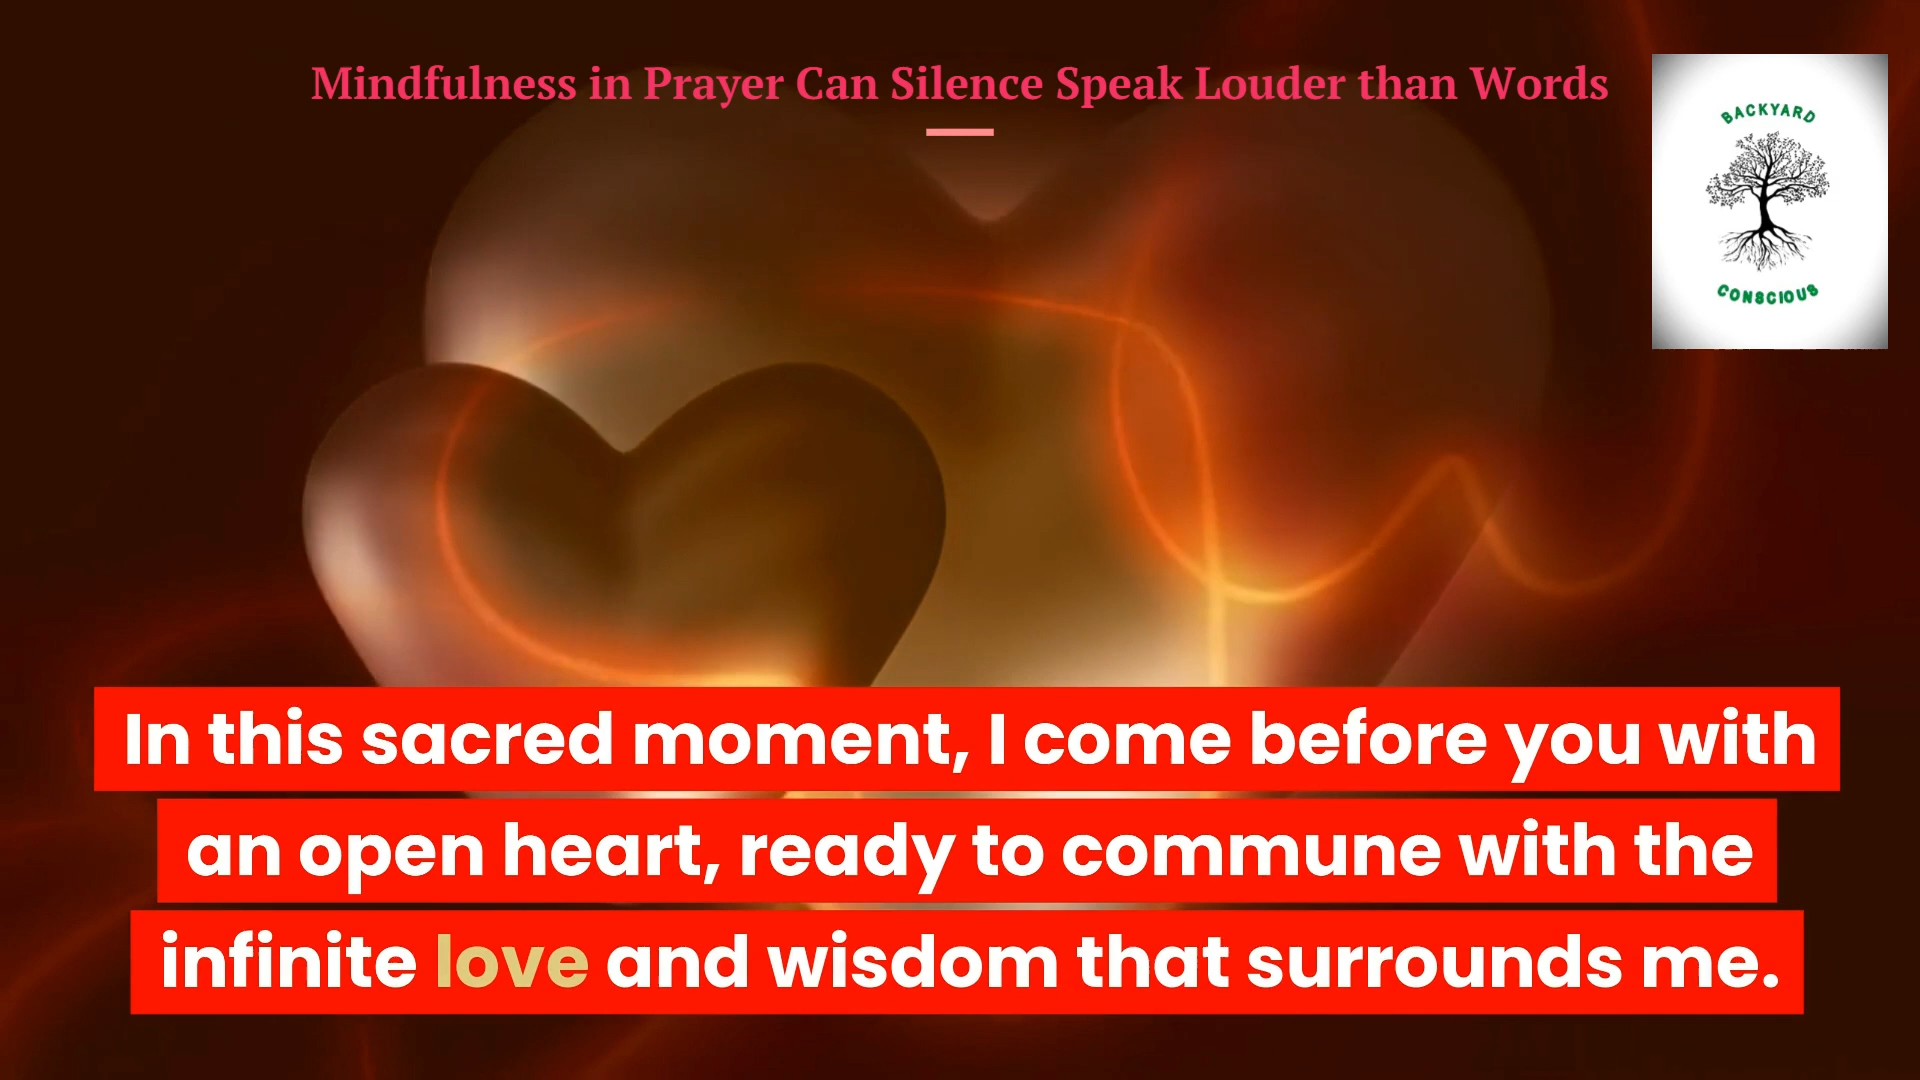 Mindfulness in Prayer Can Silence Speak Louder than Words
BACKYARD
CONSCIOUS
In this sacred moment, I come before you with
an open heart, ready to commune with the
infinite love and wisdom that surrounds me.